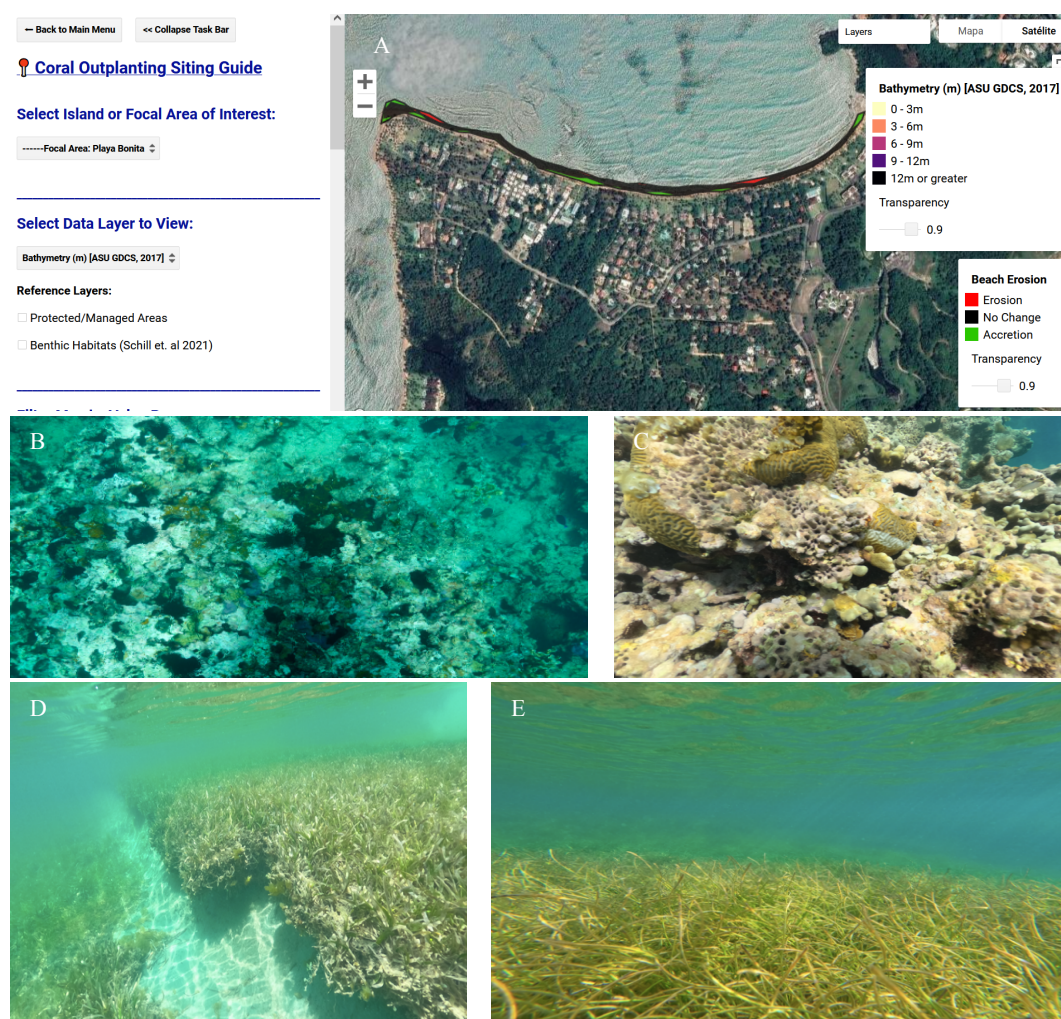 ← Back to Main Menu
<< Collapse Task Bar
Coral Outplanting Siting Guide
Select Island or Focal Area of Interest:
------Focal Area: Playa Bonita
Select Data Layer to View:
Bathymetry (m) [ASU GDCS, 2017]
Reference Layers:
Protected/Managed Areas
Benthic Habitats (Schill et. al 2021)
A
+
−
Layers
Mapa
Satélite
Bathymetry (m) [ASU GDCS, 2017]
0 - 3m
3 - 6m
6 - 9m
9 - 12m
12m or greater
Transparency
0.9
Beach Erosion
Erosion
No Change
Accretion
Transparency
0.9
B
C
D
E